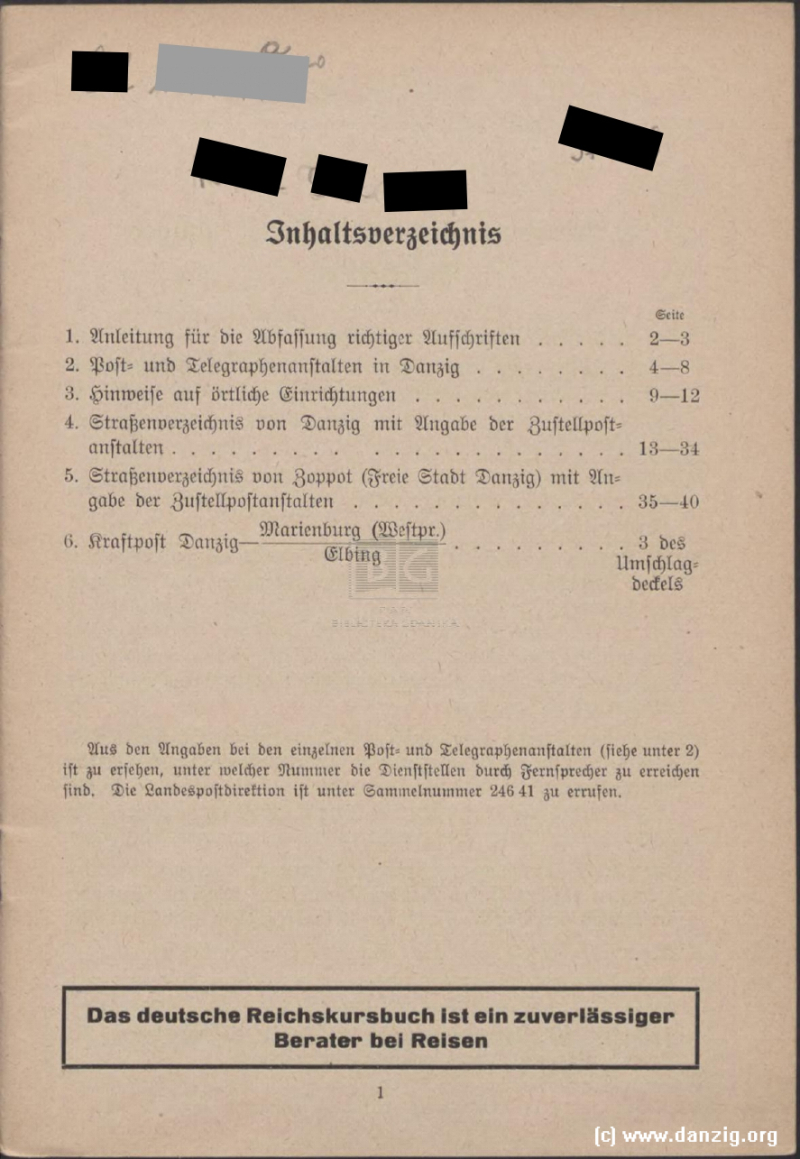 Inhaltsverzeichnis
Seite
1. Anleitung für die Abfassung richtiger Aufschriften . . . . . 2—3
2. Post- und Telegraphenanstalten in Danzig . . . . . . . . 4—8
3. Hinweise auf örtliche Einrichtungen . . . . . . . . . . 9—12
4. Straßenverzeichnis von Danzig mit Angabe der Zustellpost-
anstalten . . . . . . . . . . . . . . . . . . . . . 13—34
5. Straßenverzeichnis von Zoppot (Freie Stadt Danzig) mit An-
gabe der Zustellpostanstalten . . . . . . . . . . . . . 35—40
6. Kraftpost Danzig—Marienburg (Westpr.)
Elbing . . . . . . . . . 3 des
Umschlag-
deckels
Aus den Angaben bei den einzelnen Post- und Telegraphenanstalten (siehe unter 2)
ist zu ersehen, unter welcher Nummer die Dienststellen durch Fernsprecher zu erreichen
sind. Die Landespostdirektion ist unter Sammelnummer 246 41 zu errufen.
Das deutsche Reichskursbuch ist ein zuverlässiger
Berater bei Reisen
1
(c) www.danzig.org